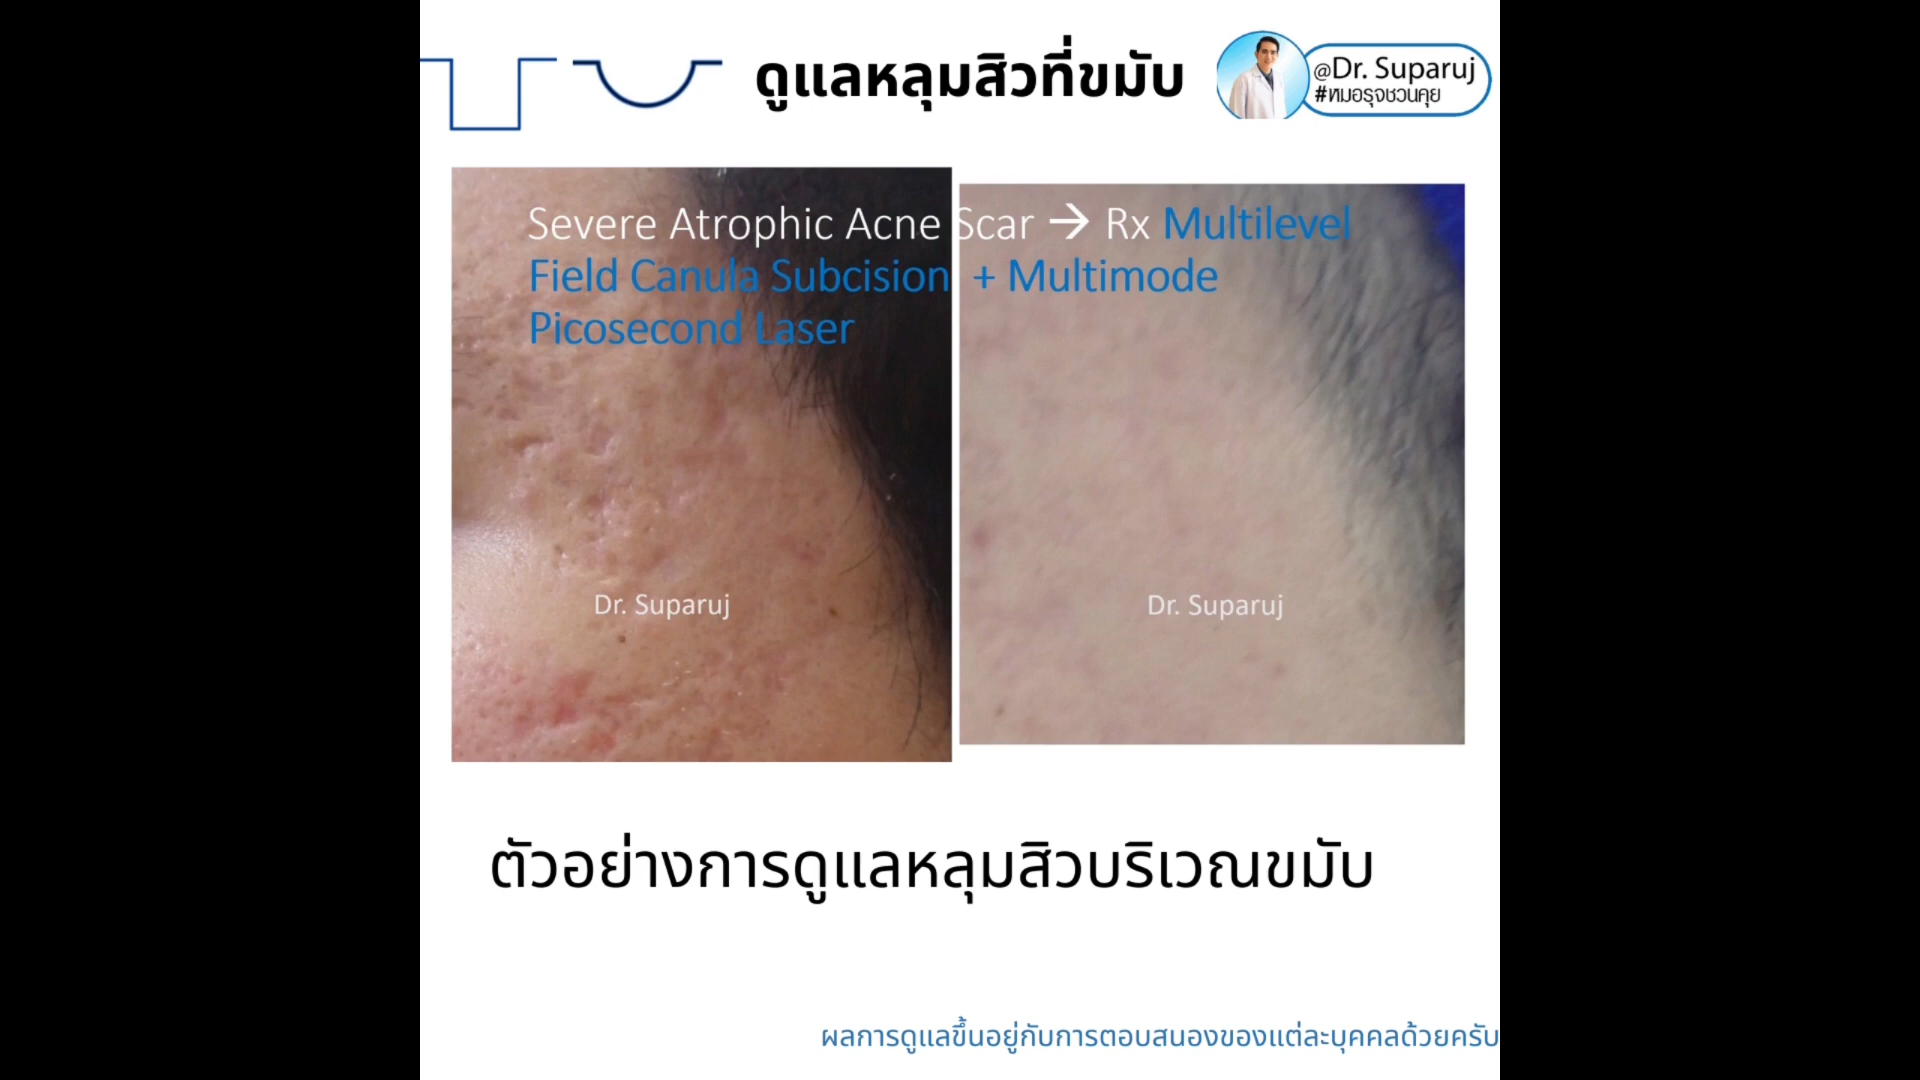 ดูแลหลุมสิวที่ขมับ
@Dr. Suparuj
#หมอรุจชวนคุย
Severe Atrophic Acne Scar → Rx Multilevel
Field Canula Subcision + Multimode
Picosecond Laser
Dr. Suparuj
Dr. Suparuj
ตัวอย่างการดูแลหลุมสิวบริเวณขมับ
ผลการดูแลขึ้นอยู่กับการตอบสนองของแต่ละบุคคลด้วยครับ